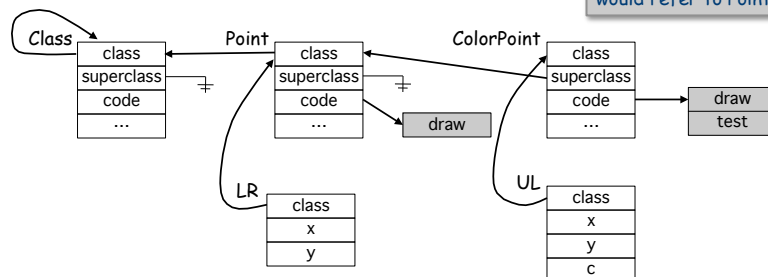 would refer to Point
Class
class
superclass
code
...
Point
class
superclass
code
...
draw
ColorPoint
class
superclass
code
...
draw
test
LR
class
x
y
UL
class
x
y
c